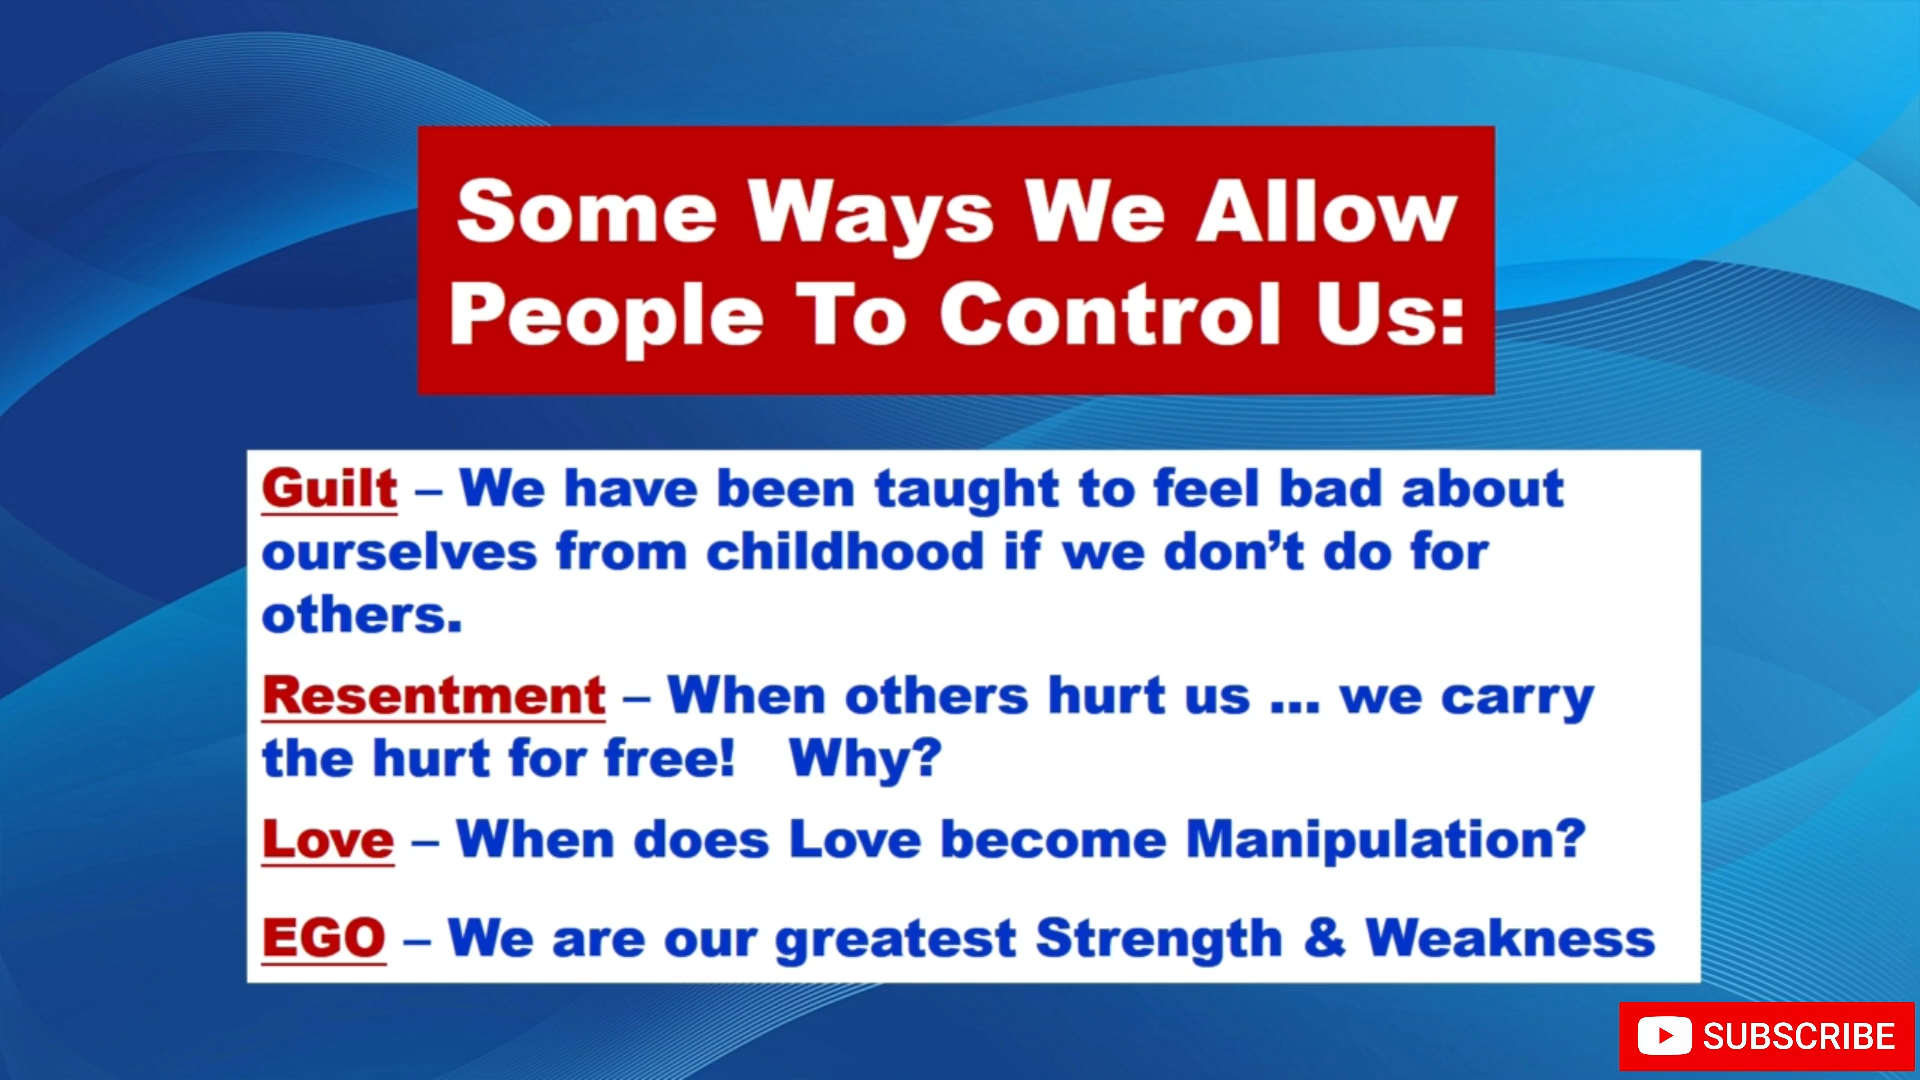 Some Ways We Allow
People To Control Us:
Guilt – We have been taught to feel bad about
ourselves from childhood if we don’t do for
others.
Resentment – When others hurt us ... we carry
the hurt for free!   Why?
Love – When does Love become Manipulation?
EGO – We are our greatest Strength & Weakness
SUBSCRIBE